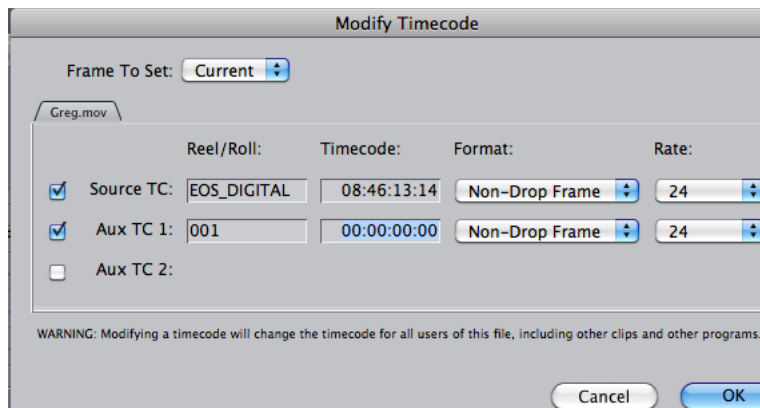 Modify Timecode
Frame To Set: Current
Greg.mov
Reel/Roll: Timecode: Format: Rate:
Source TC: EOS_DIGITAL 08:46:13:14 Non-Drop Frame 24
Aux TC 1: 001 00:00:00:00 Non-Drop Frame 24
Aux TC 2:
WARNING: Modifying a timecode will change the timecode for all users of this file, including other clips and other programs.
Cancel OK